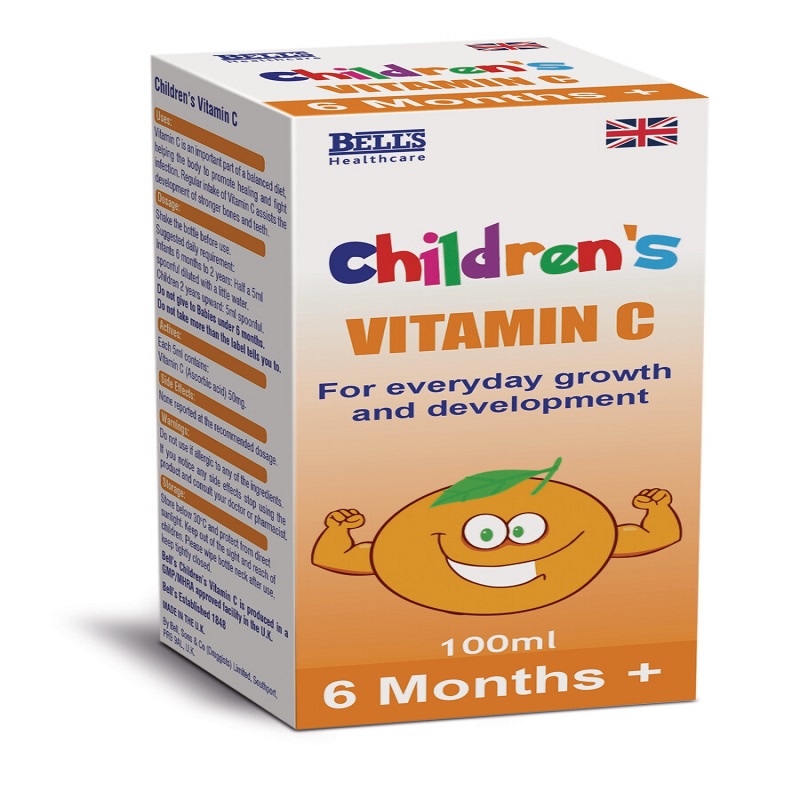 BELL'S
Healthcare
Children's
VITAMIN C
6 Months +
BELL'S
Healthcare
Children's
VITAMIN C
For everyday growth
and development
100ml
6 Months +
Children's Vitamin C
Uses:
Vitamin C is an important part of a balanced diet,
helping the body to promote healing and fight
infection. Regular intake of Vitamin C assists the
development of stronger bones and teeth.
Dosage:
Shake the bottle before use.
Suggested daily requirement:
Infants 6 months to 2 years: Half a 5ml
spoonful diluted with a little water.
Children 2 years upward: 5ml spoonful.
Do not give to Babies under 6 months.
Do not take more than the label tells you to.
Actives:
Each 5ml contains:
Vitamin C (Ascorbic acid) 50mg.
Side Effects:
None reported at the recommended dosage.
Warnings:
Do not use if allergic to any of the ingredients.
If you notice any side effects stop using the
product and consult your doctor or pharmacist.
Storage:
Store below 30°C and protect from direct
sunlight. Keep out of the sight and reach of
children. Please wipe bottle neck after use,
keep tightly closed.
Bell's Children's Vitamin C is produced in a
GMP/MHRA approved facility in the U.K.
Bell's Established 1848
MADE IN THE U.K.
By Bell, Sons & Co (Druggists) Limited, Southport,
PR9 9AL, U.K.